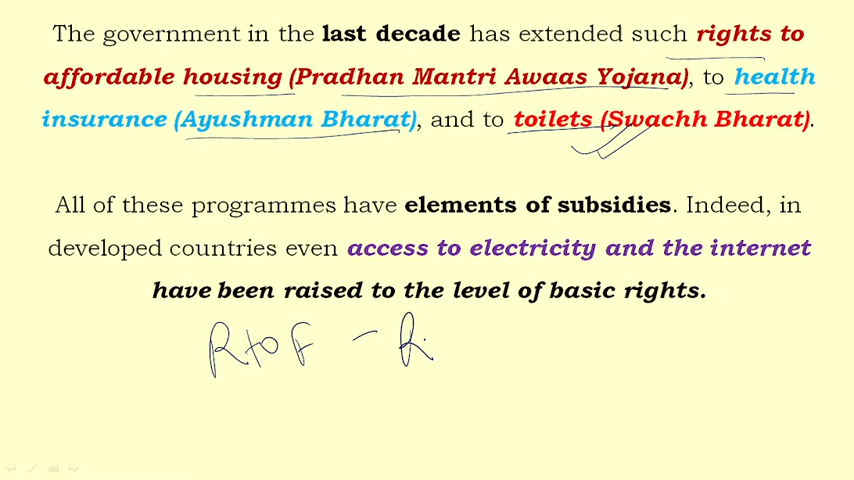 The government in the last decade has extended such rights to
affordable housing (Pradhan Mantri Awaas Yojana), to health
insurance (Ayushman Bharat), and to toilets (Swachh Bharat).
All of these programmes have elements of subsidies. Indeed, in
developed countries even access to electricity and the internet
have been raised to the level of basic rights.
R to F - R